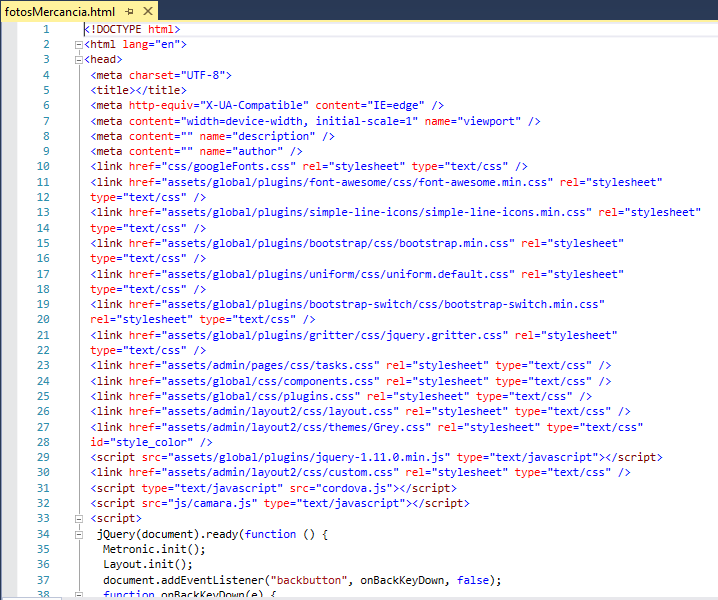 fotosMercancia.html
1 <!DOCTYPE html>
2 <html lang="en">
3 <head>
4 <meta charset="UTF-8">
5 <title></title>
6 <meta http-equiv="X-UA-Compatible" content="IE=edge" />
7 <meta content="width=device-width, initial-scale=1" name="viewport" />
8 <meta content="" name="description" />
9 <meta content="" name="author" />
10 <link href="css/googleFonts.css" rel="stylesheet" type="text/css" />
11 <link href="assets/global/plugins/font-awesome/css/font-awesome.min.css" rel="stylesheet"
12 type="text/css" />
13 <link href="assets/global/plugins/simple-line-icons/simple-line-icons.min.css" rel="stylesheet"
14 type="text/css" />
15 <link href="assets/global/plugins/bootstrap/css/bootstrap.min.css" rel="stylesheet"
16 type="text/css" />
17 <link href="assets/global/plugins/uniform/css/uniform.default.css" rel="stylesheet"
18 type="text/css" />
19 <link href="assets/global/plugins/bootstrap-switch/css/bootstrap-switch.min.css"
20 rel="stylesheet" type="text/css" />
21 <link href="assets/global/plugins/gritter/css/jquery.gritter.css" rel="stylesheet"
22 type="text/css" />
23 <link href="assets/admin/pages/css/tasks.css" rel="stylesheet" type="text/css" />
24 <link href="assets/global/css/components.css" rel="stylesheet" type="text/css" />
25 <link href="assets/global/css/plugins.css" rel="stylesheet" type="text/css" />
26 <link href="assets/admin/layout2/css/layout.css" rel="stylesheet" type="text/css" />
27 <link href="assets/admin/layout2/css/themes/Grey.css" rel="stylesheet" type="text/css"
28 id="style_color" />
29 <script src="assets/global/plugins/jquery-1.11.0.min.js" type="text/javascript"></script>
30 <link href="assets/admin/layout2/css/custom.css" rel="stylesheet" type="text/css" />
31 <script type="text/javascript" src="cordova.js"></script>
32 <script src="js/camara.js" type="text/javascript"></script>
33 <script>
34 jQuery(document).ready(function () {
35 Metronic.init();
36 Layout.init();
37 document.addEventListener("backbutton", onBackKeyDown, false);
38 function onBackKeyDown(e) {